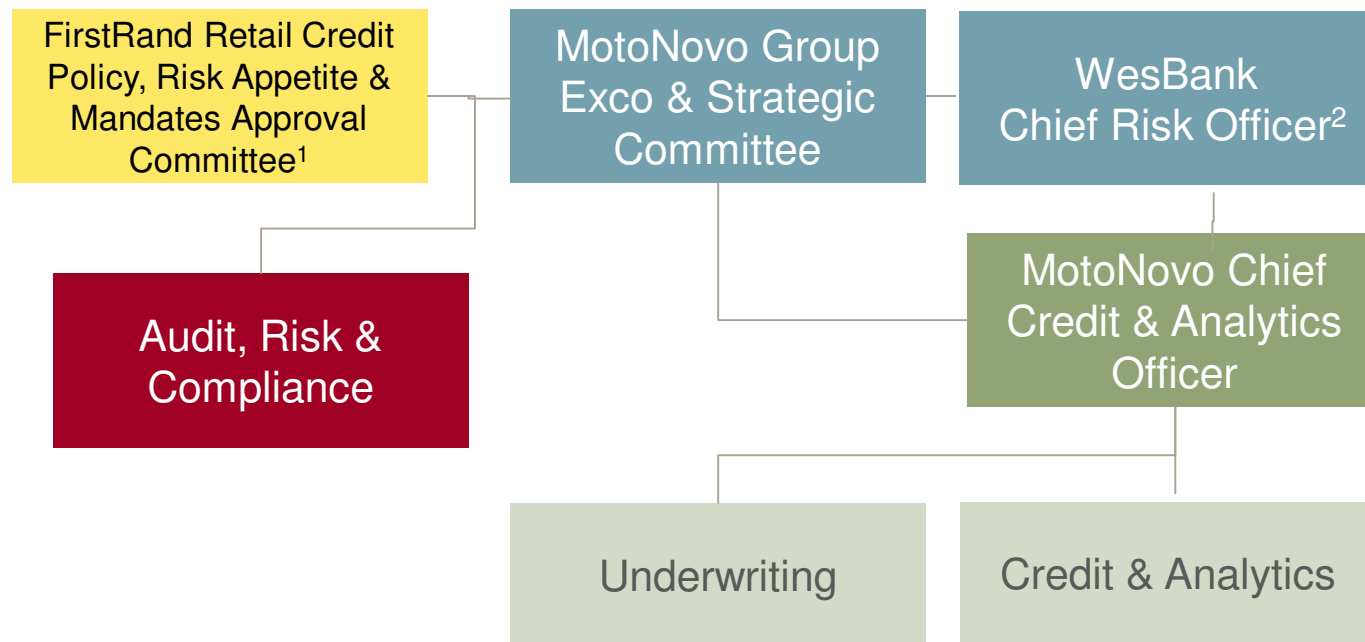 FirstRand Retail Credit
Policy, Risk Appetite &
Mandates Approval
Committee¹
MotoNovo Group
Exco & Strategic
Committee
WesBank
Chief Risk Officer²
Audit, Risk &
Compliance
MotoNovo Chief
Credit & Analytics
Officer
Underwriting
Credit & Analytics